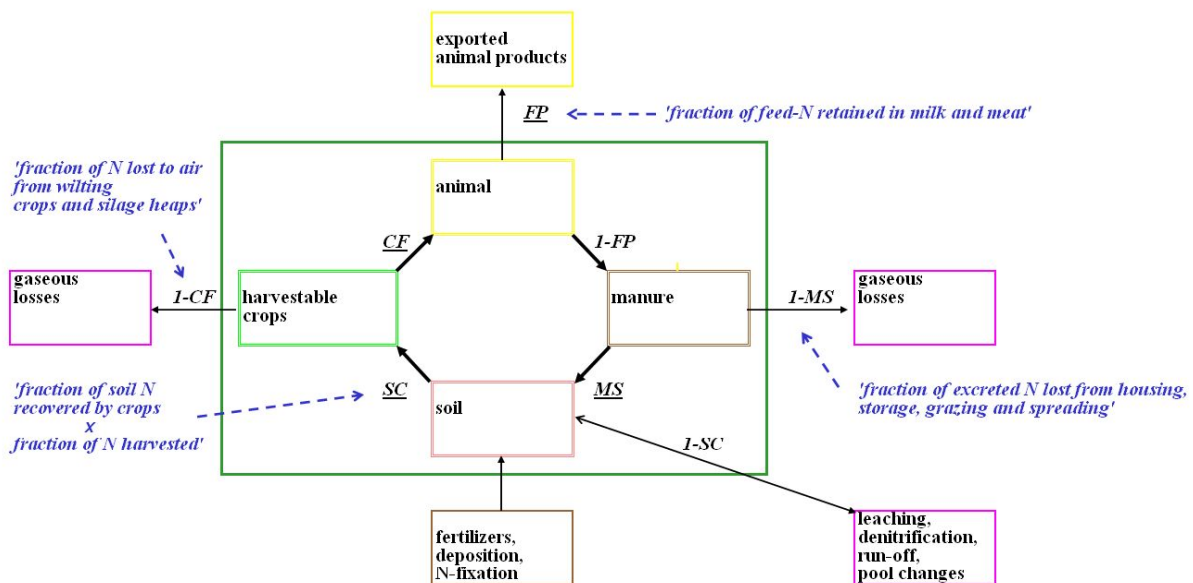 exported
animal products
FP
'fraction of feed-N retained in milk and meat'
'fraction of N lost to air
from wilting
crops and silage heaps'
animal
CF
1-FP
gaseous
losses
1-CF
harvestable
crops
manure
1-MS
gaseous
losses
'fraction of soil N
recovered by crops
x
fraction of N harvested'
SC
soil
MS
'fraction of excreted N lost from housing,
storage, grazing and spreading'
1-SC
fertilizers,
deposition,
N-fixation
leaching,
denitrification,
run-off,
pool changes